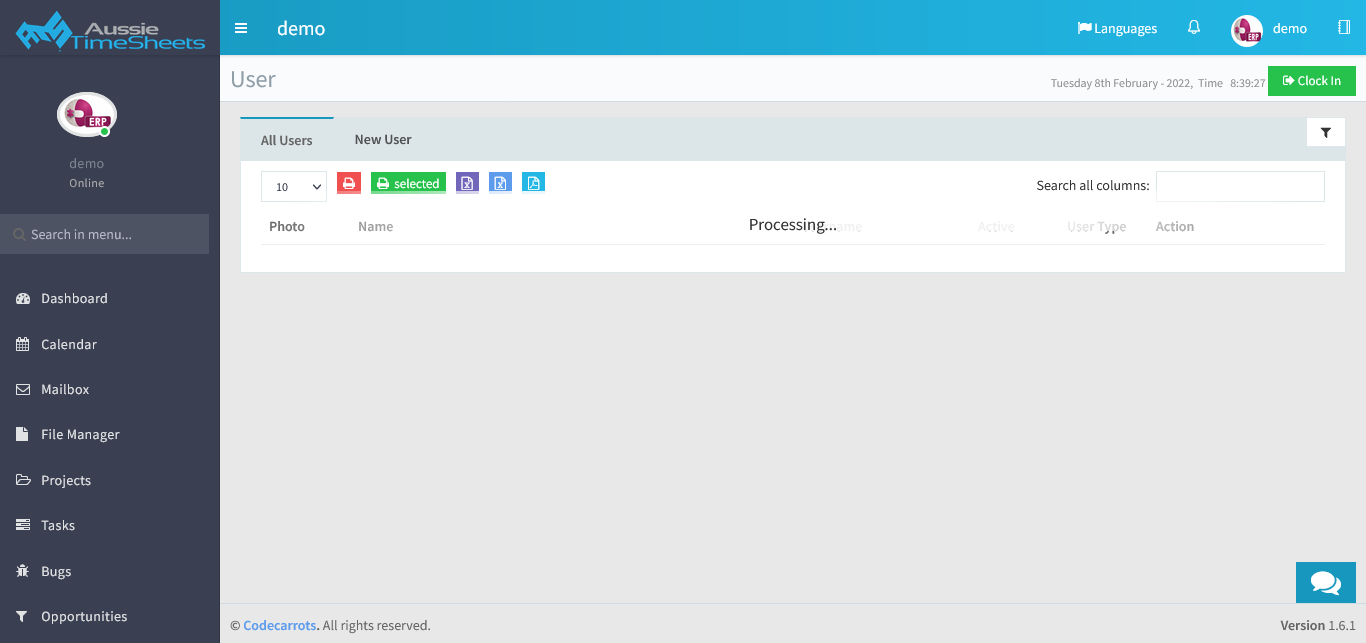 Aussie
TimeSheets
demo
Languages
demo
User
Tuesday 8th February - 2022, Time 8:39:27
Clock In
ERP
demo
Online
Search in menu...
Dashboard
Calendar
Mailbox
File Manager
Projects
Tasks
Bugs
Opportunities
All Users
New User
10
selected
Search all columns:
Photo Name Processing... ame Active User Type Action
© Codecarrots. All rights reserved.
Version 1.6.1